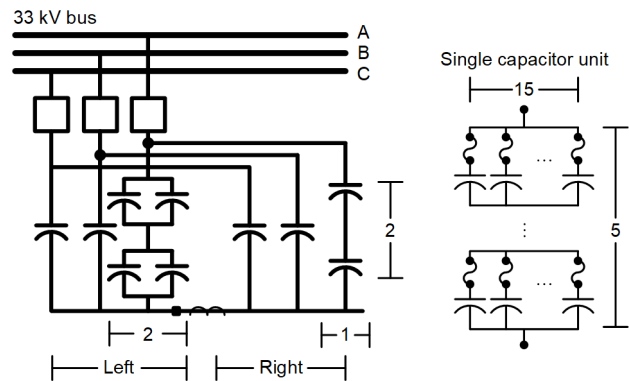 33 kV bus
A
B
C
Single capacitor unit
15
...
2
5
...
...
2
1
Left
Right